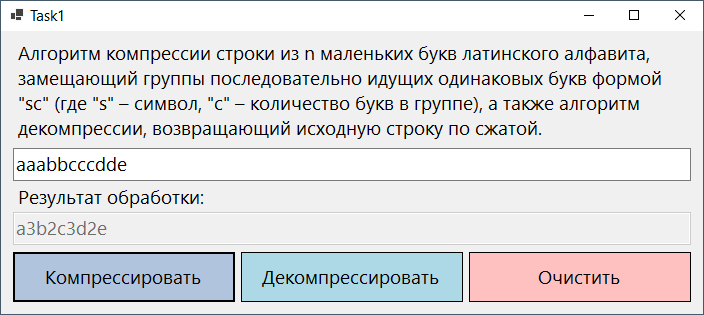 Task1
Алгоритм компрессии строки из n маленьких букв латинского алфавита,
замещающий группы последовательно идущих одинаковых букв формой
"sc" (где "s" – символ, "c" – количество букв в группе), а также алгоритм
декомпрессии, возвращающий исходную строку по сжатой.
aaabbcccdde
Результат обработки:
a3b2c3d2e
Компрессировать Декомпрессировать Очистить